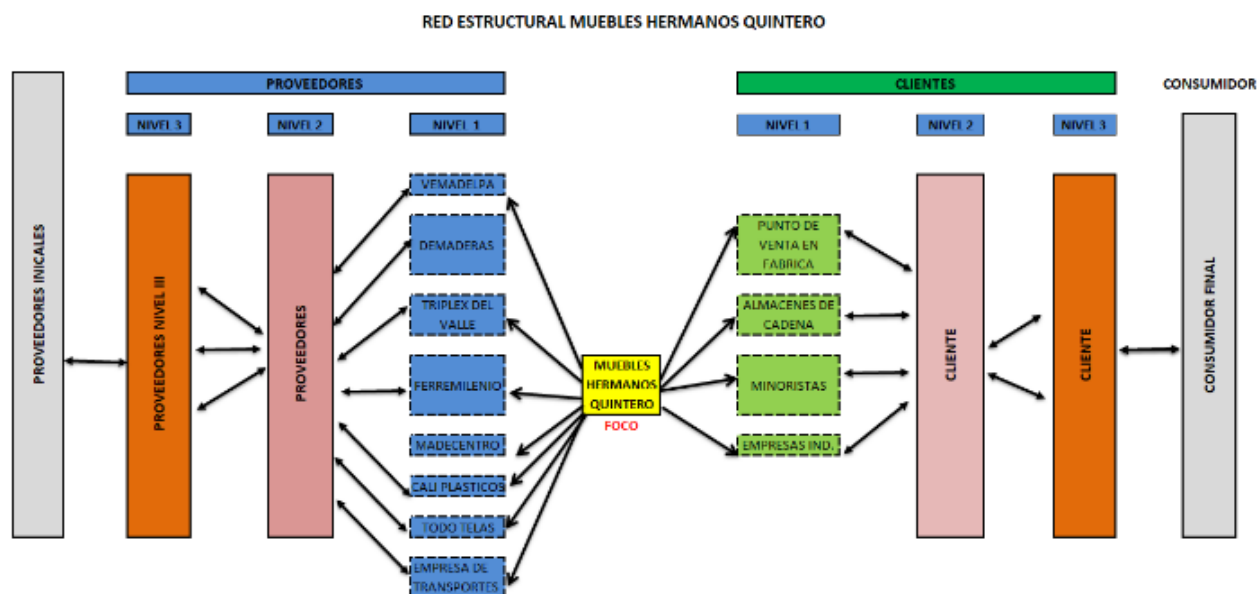 RED ESTRUCTURAL MUEBLES HERMANOS QUINTERO
PROVEEDORES
CLIENTES
CONSUMIDOR
NIVEL 3
NIVEL 2
NIVEL 1
NIVEL 1
NIVEL 2
NIVEL 3
PROVEEDORES INICALES
PROVEEDORES NIVEL III
PROVEEDORES
VEMADELPA
DEMADERAS
TRIPLEX DEL
VALLE
FERREMILENIO
MADECENTRO
CALI PLASTICOS
TODO TELAS
EMPRESA DE
TRANSPORTES
MUEBLES
HERMANOS
QUINTERO
FOCO
PUNTO DE
VENTA EN
FABRICA
ALMACENES DE
CADENA
MINORISTAS
EMPRESAS IND.
CLIENTE
CLIENTE
CONSUMIDOR FINAL